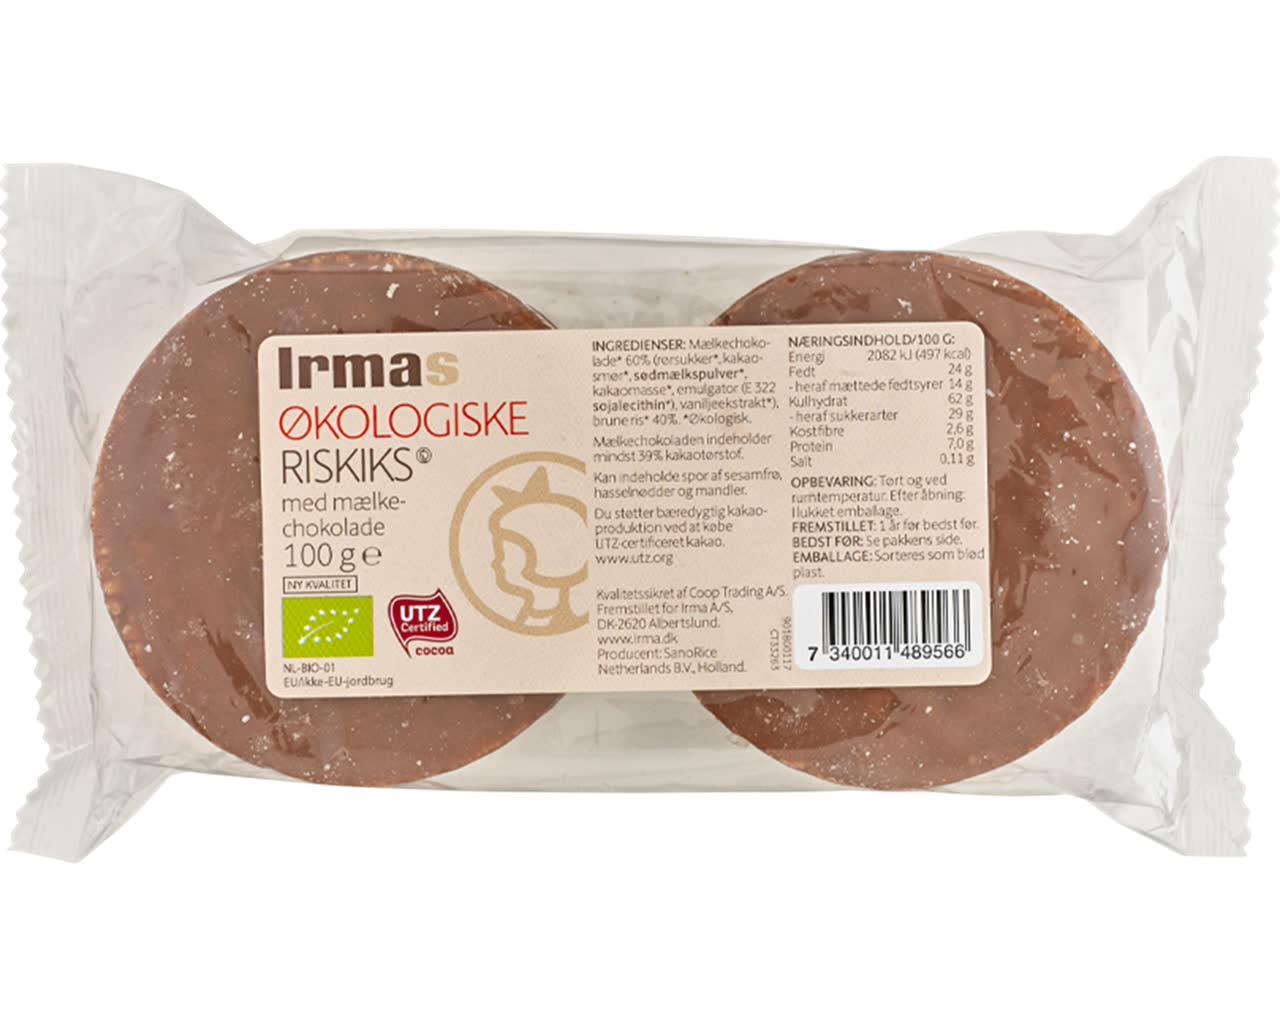 Irmas
ØKOLOGISKE
RISKIKS©
med mælke-
chokolade
100 g ℮
NY KVALITET
UTZ
Certified
cocoa
NL-BIO-01
EU/ikke-EU-jordbrug
INGREDIENSER: Mælkechoko-
lade* 60% (rørsukker*, kakao-
smør*, sødmælkspulver*,
kakaomasse*, emulgator (E 322
sojalecithin*), vaniljeekstrakt*),
brune ris* 40%. *Økologisk.
Mælkechokoladen indeholder
mindst 39% kakaotørstof.
Kan indeholde spor af sesamfrø,
hasselnødder og mandler.
Du støtter bæredygtig kakao-
produktion ved at købe
UTZ-certificeret kakao.
www.utz.org
Kvalitetssikret af Coop Trading A/S.
Fremstillet for Irma A/S,
DK-2620 Albertslund.
www.irma.dk
Producent: SanoRice
Netherlands B.V., Holland.
NÆRINGSINDHOLD/100 G:
Energi 2082 kJ (497 kcal)
Fedt 24 g
- heraf mættede fedtsyrer 14 g
Kulhydrat 62 g
- heraf sukkerarter 29 g
Kostfibre 2,6 g
Protein 7,0 g
Salt 0,11 g
OPBEVARING: Tørt og ved
rumtemperatur. Efter åbning.
I lukket emballage.
FREMSTILLET: 1 år før bedst før.
BEDST FØR: Se pakkens side.
EMBALLAGE: Sorteres som blød
plast.
901800117
CT33263
7 340011 489566